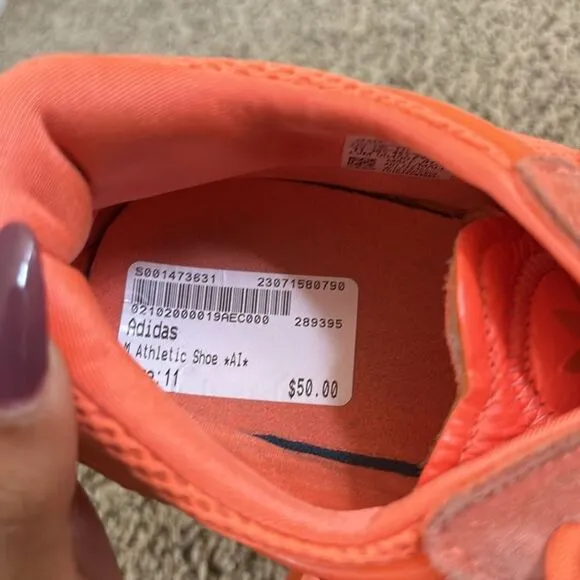 S001473631 23071580790
02102000019AEC000 289395
Adidas
M Athletic Shoe *AI*
11
$50.00